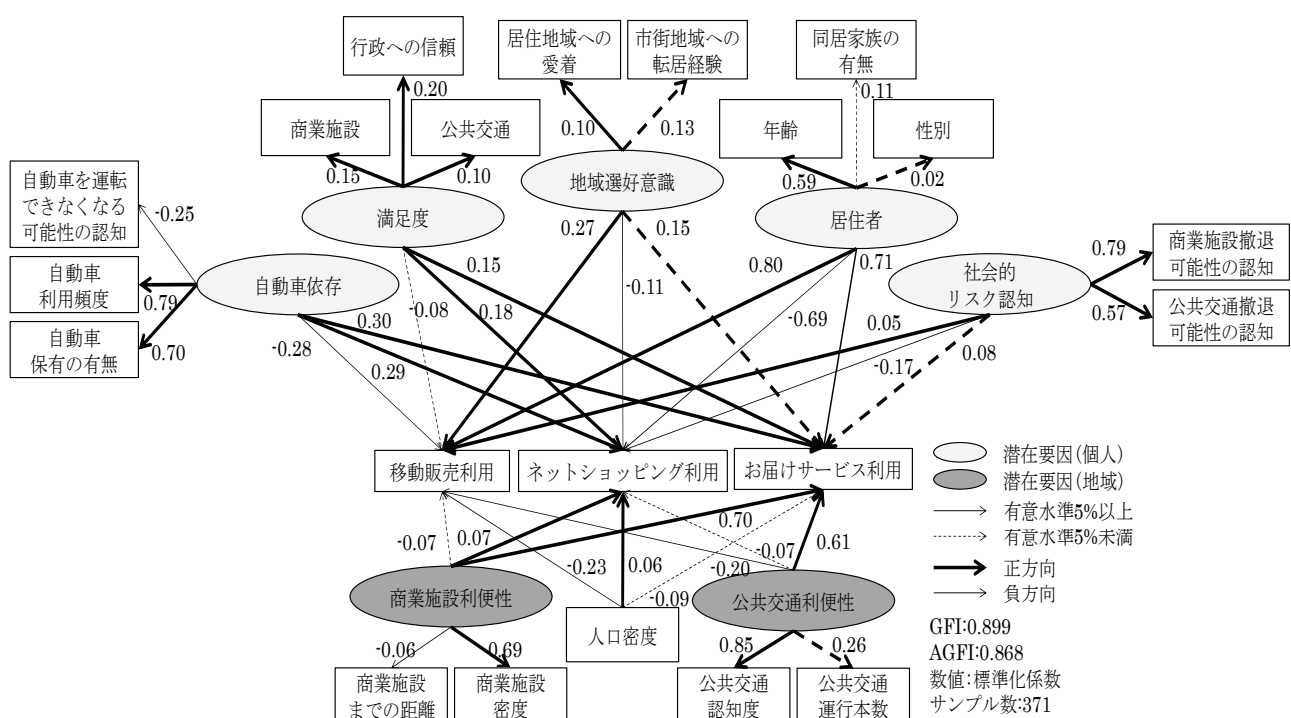 行政への信頼
居住地域への
愛着
市街地域への
転居経験
同居家族の
有無
0.20
0.11
商業施設
公共交通
0.10
0.13
年齢
性別
0.15
0.10
地域選好意識
0.59
0.02
自動車を運転
できなくなる
可能性の認知
-0.25
満足度
0.27
0.15
居住者
商業施設撤退
可能性の認知
0.79
自動車
利用頻度
0.79
自動車依存
0.15
-0.11
0.80
0.71
社会的
リスク認知
0.57
公共交通撤退
可能性の認知
自動車
保有の有無
0.70
-0.28
0.30
-0.08
0.18
-0.69
0.05
0.08
0.29
-0.17
移動販売利用
ネットショッピング利用
お届けサービス利用
潜在要因(個人)
潜在要因(地域)
有意水準5%以上
有意水準5%未満
正方向
負方向
-0.07
0.07
0.70
-0.07
0.61
-0.23
0.06
-0.20
-0.09
商業施設利便性
人口密度
公共交通利便性
-0.06
0.69
0.85
0.26
商業施設
までの距離
商業施設
密度
公共交通
認知度
公共交通
運行本数
GFI:0.899
AGFI:0.868
数値:標準化係数
サンプル数:371